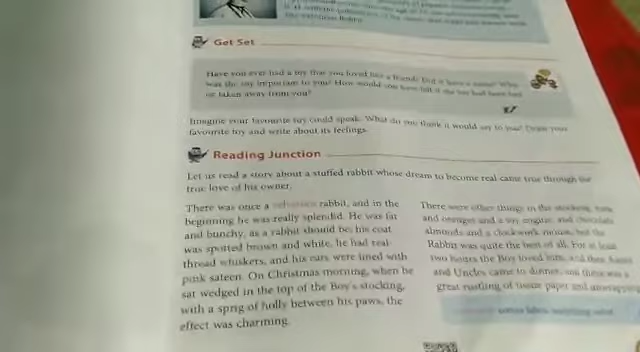 Get Set
Have you ever had a toy that you loved like a friend? Did it have a name? Why
was the toy important to you? How would you have felt if the toy had been lost
or taken away from you?
Imagine your favourite toy could speak. What do you think it would say to you? Draw your
favourite toy and write about its feelings.
Reading Junction
Let us read a story about a stuffed rabbit whose dream to become real came true through the
true love of his owner.
There was once a velveteen rabbit, and in the
beginning he was really splendid. He was fat
and bunchy, as a rabbit should be; his coat
was spotted brown and white, he had real
thread whiskers, and his ears were lined with
pink sateen. On Christmas morning, when he
sat wedged in the top of the Boy's stocking,
with a sprig of holly between his paws, the
effect was charming.
There were other things in the stocking, nuts
and oranges and a toy engine, and chocolate
almonds and a clockwork mouse, but the
Rabbit was quite the best of all. For at least
two hours the Boy loved him, and then Aunts
and Uncles came to dinner, and there was a
great rustling of tissue paper and unwrapping